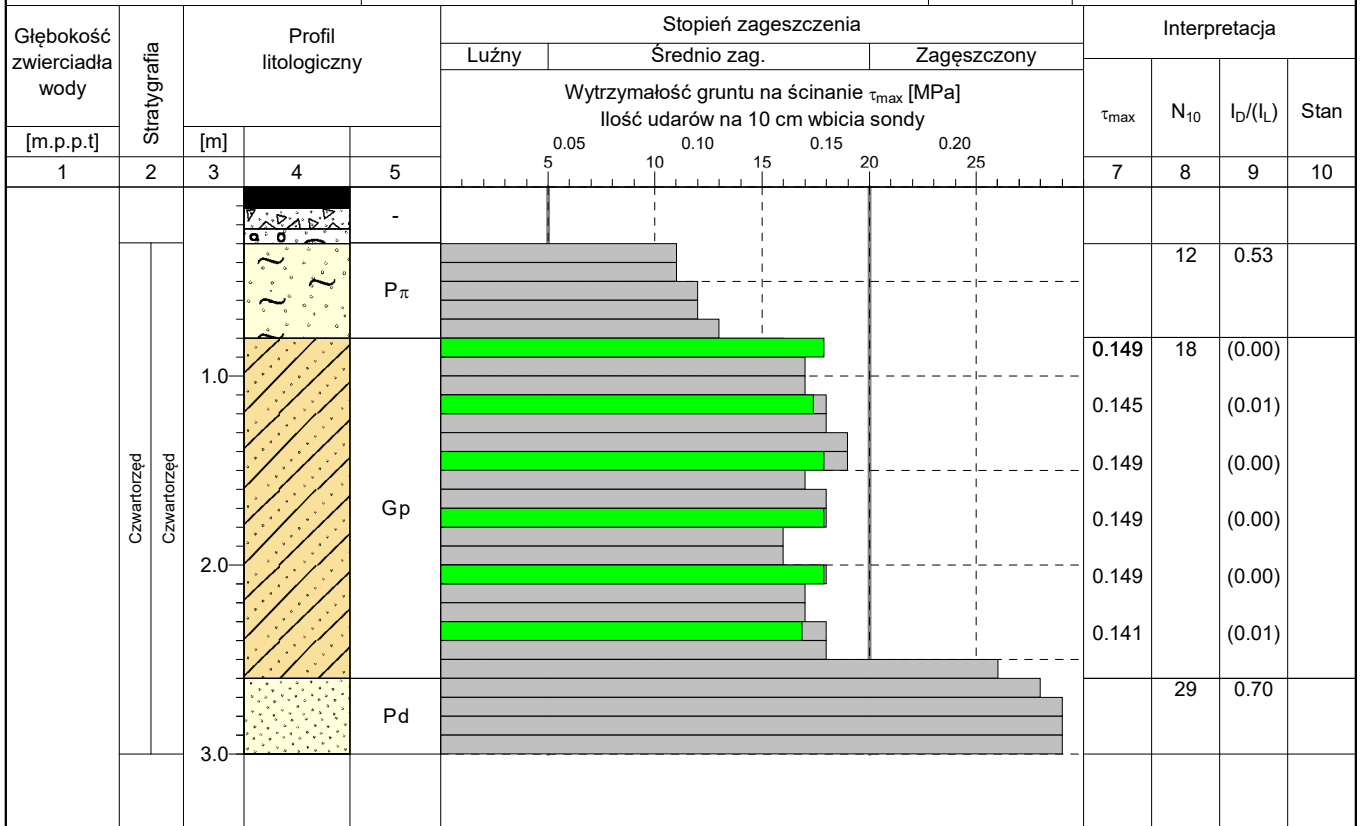 Głębokość
zwierciadła
wody
[m.p.p.t]
1
Stratygrafia
2
Profil
litologiczny
[m]
3
4
5
Stopień zagęszczenia
Luźny
Średnio zag.
Zagęszczony
Wytrzymałość gruntu na ścinanie τmax [MPa]
Ilość udarów na 10 cm wbicia sondy
0.05 0.10 0.15 0.20
5 10 15 20 25
Interpretacja
τmax N10 ID/(IL) Stan
7 8 9 10
-
Pπ
12 0.53
1.0
0.149 18 (0.00)
0.145 (0.01)
0.149 (0.00)
Czwartorzęd
Czwartorzęd
Gp
0.149 (0.00)
2.0
0.149 (0.00)
0.141 (0.01)
Pd
29 0.70
3.0